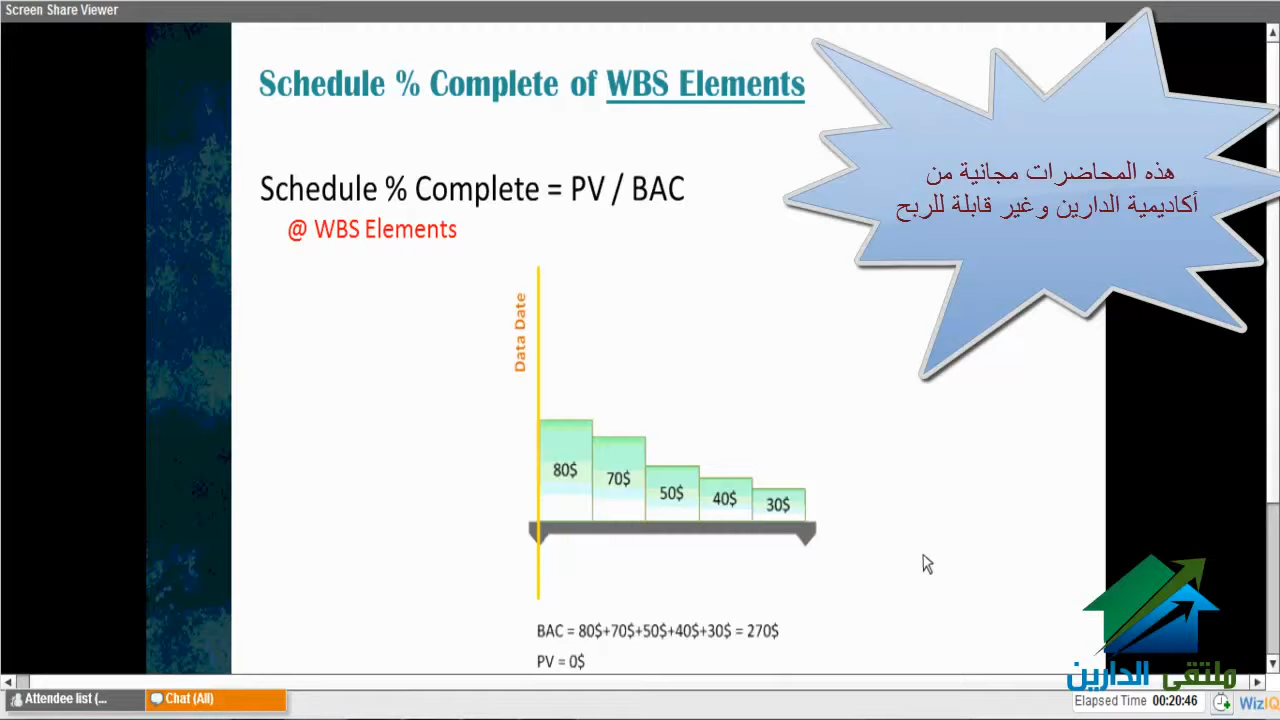 Screen Share Viewer
Schedule % Complete of WBS Elements
هذه المحاضرات مجانية من
أكاديمية الدارين وغير قابلة للربح
Schedule % Complete = PV / BAC
@ WBS Elements
Data Date
80$
70$
50$
40$
30$
BAC = 80$+70$+50$+40$+30$ = 270$
PV = 0$
ملتقى الدارين
Attendee list (...
Chat (All)
Elapsed Time 00:20:46
WizIQ